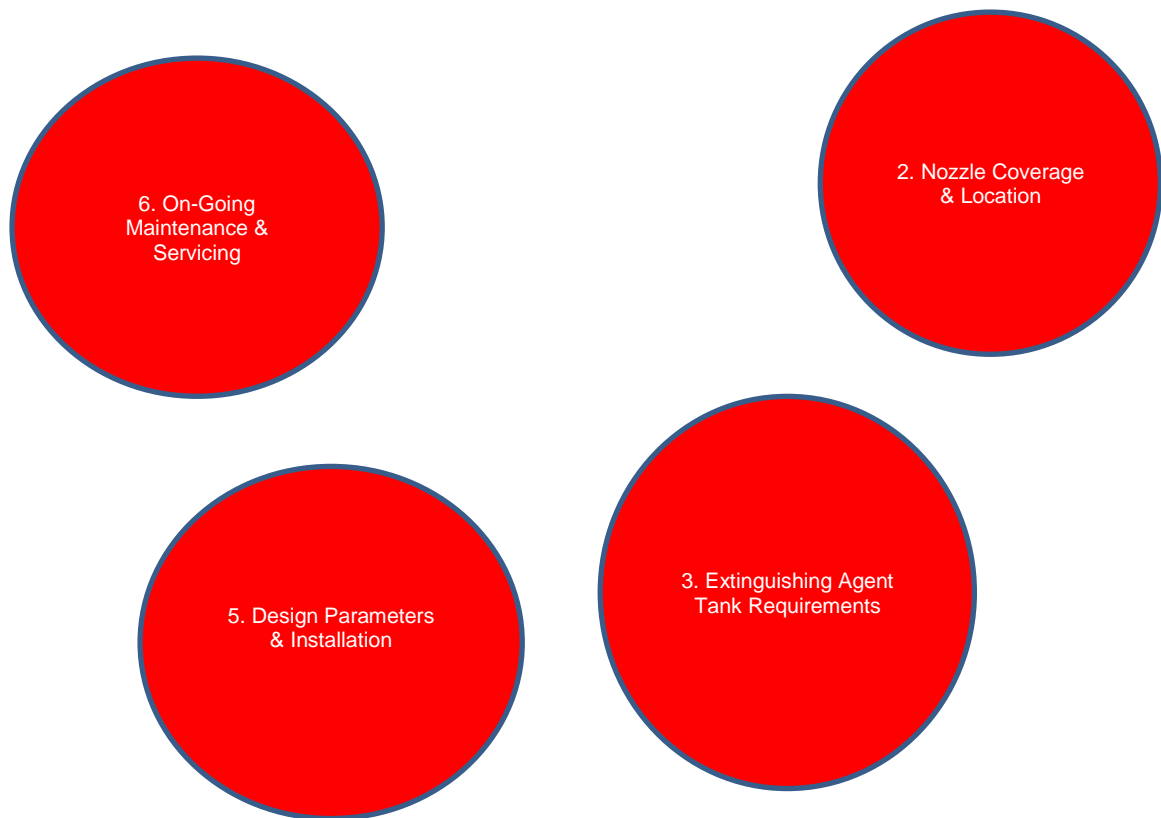 2. Nozzle Coverage
& Location
6. On-Going
Maintenance &
Servicing
3. Extinguishing Agent
Tank Requirements
5. Design Parameters
& Installation